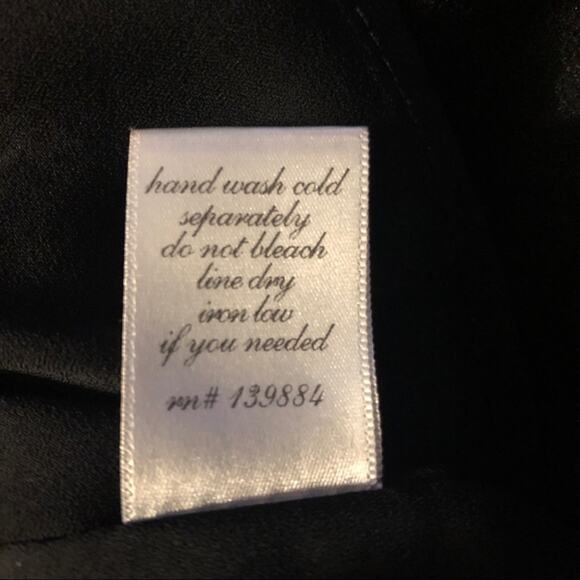 hand wash cold
separately
do not bleach
line dry
iron low
if you needed
rn# 139884